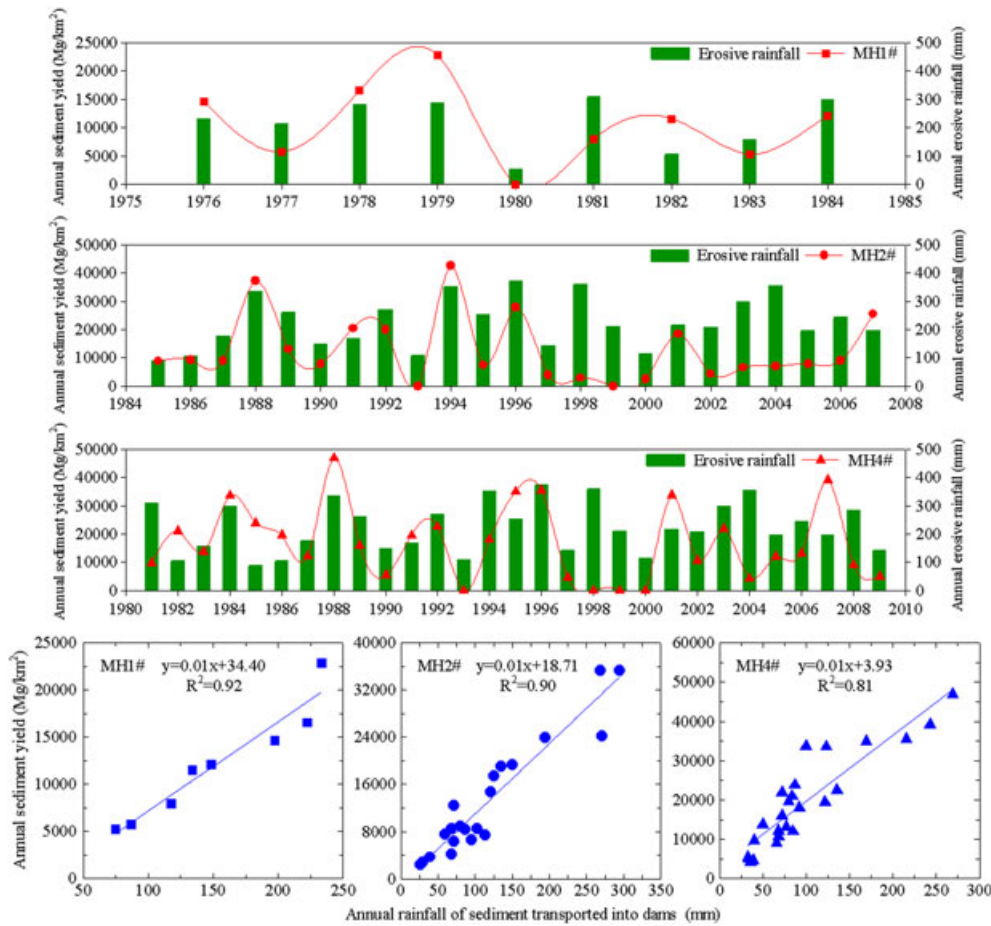 Annual sediment yield (Mg/km²)
25000
20000
15000
10000
5000
0
Erosive rainfall MH1#
500
400
300
200
100
0
Annual erosive rainfall (mm)
1975 1976 1977 1978 1979 1980 1981 1982 1983 1984 1985
Annual sediment yield (Mg/km²)
50000
40000
30000
20000
10000
0
Erosive rainfall MH2#
500
400
300
200
100
0
Annual erosive rainfall (mm)
1984 1986 1988 1990 1992 1994 1996 1998 2000 2002 2004 2006 2008
Annual sediment yield (Mg/km²)
50000
40000
30000
20000
10000
0
Erosive rainfall MH4#
500
400
300
200
100
0
Annual erosive rainfall (mm)
1980 1982 1984 1986 1988 1990 1992 1994 1996 1998 2000 2002 2004 2006 2008 2010
Annual sediment yield (Mg/km²)
25000
20000
15000
10000
5000
0
MH1# y=0.01x+34.40
R²=0.92
50 100 150 200 250
40000
32000
24000
16000
8000
0
MH2# y=0.01x+18.71
R²=0.90
0 50 100 150 200 250 300 350
60000
50000
40000
30000
20000
10000
0
MH4# y=0.01x+3.93
R²=0.81
0 50 100 150 200 250 300
Annual rainfall of sediment transported into dams (mm)